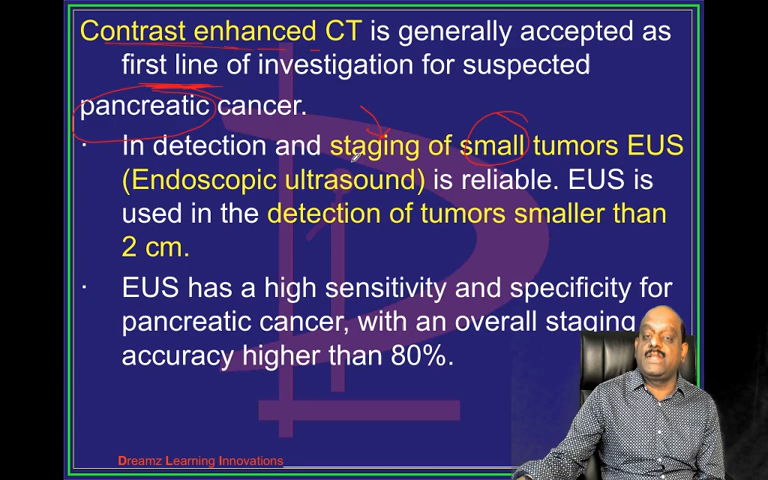 Contrast enhanced CT is generally accepted as
first line of investigation for suspected
pancreatic cancer.
· In detection and staging of small tumors EUS
(Endoscopic ultrasound) is reliable. EUS is
used in the detection of tumors smaller than
2 cm.
· EUS has a high sensitivity and specificity for
pancreatic cancer, with an overall staging
accuracy higher than 80%.
Dreamz Learning Innovations